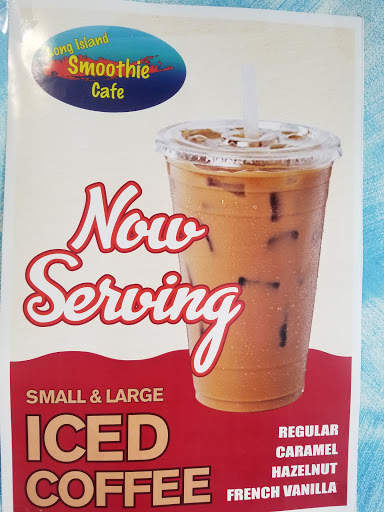 Long Island
Smoothie
Cafe
Now
Serving
SMALL & LARGE
ICED
COFFEE
REGULAR
CARAMEL
HAZELNUT
FRENCH VANILLA